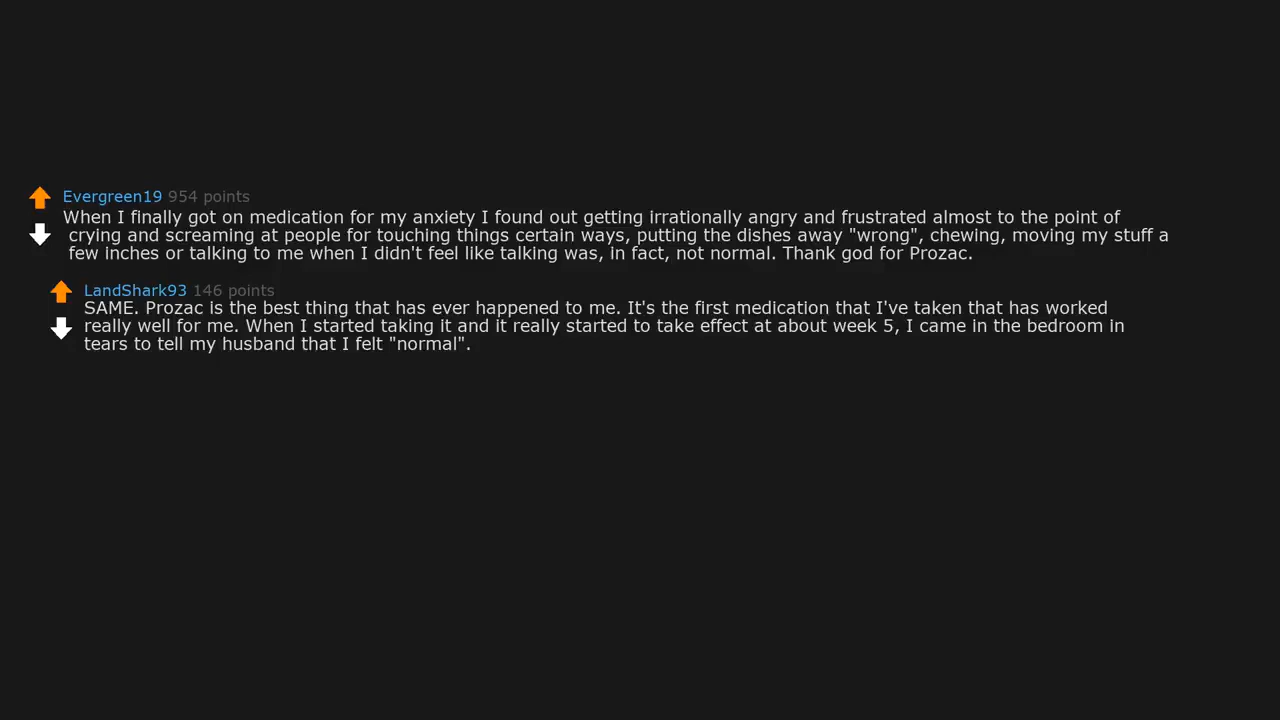 Evergreen19 954 points
When I finally got on medication for my anxiety I found out getting irrationally angry and frustrated almost to the point of
crying and screaming at people for touching things certain ways, putting the dishes away "wrong", chewing, moving my stuff a
few inches or talking to me when I didn't feel like talking was, in fact, not normal. Thank god for Prozac.
LandShark93 146 points
SAME. Prozac is the best thing that has ever happened to me. It's the first medication that I've taken that has worked
really well for me. When I started taking it and it really started to take effect at about week 5, I came in the bedroom in
tears to tell my husband that I felt "normal".